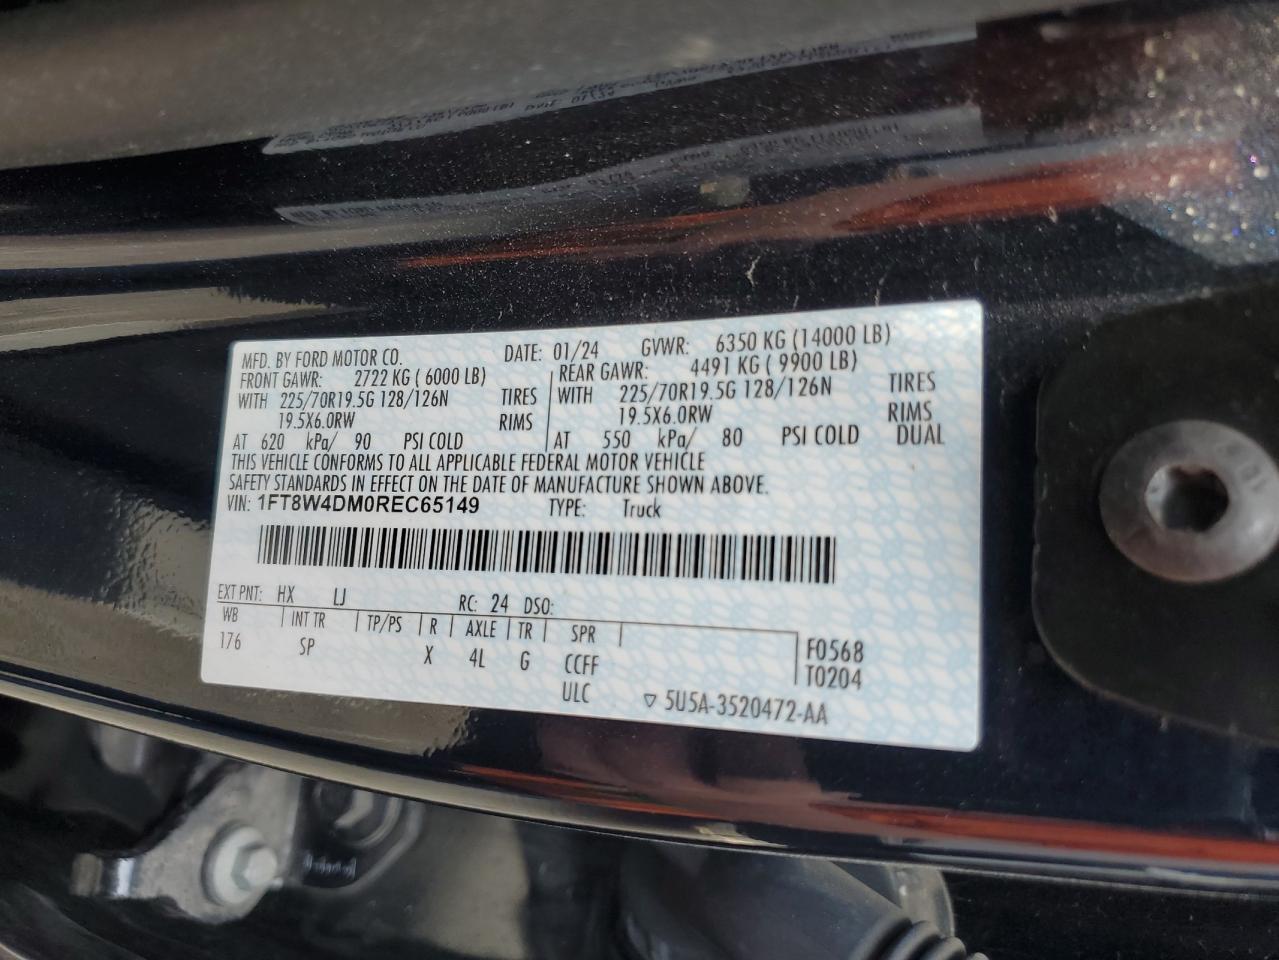 MFD. BY FORD MOTOR CO. DATE: 01/24 GVWR: 6350 KG (14000 LB)
FRONT GAWR: 2722 KG (6000 LB) REAR GAWR: 4491 KG (9900 LB)
WITH 225/70R19.5G 128/126N TIRES WITH 225/70R19.5G 128/126N TIRES
19.5X6.0RW RIMS 19.5X6.0RW RIMS
AT 620 kPa/ 90 PSI COLD AT 550 kPa/ 80 PSI COLD DUAL
THIS VEHICLE CONFORMS TO ALL APPLICABLE FEDERAL MOTOR VEHICLE
SAFETY STANDARDS IN EFFECT ON THE DATE OF MANUFACTURE SHOWN ABOVE.
VIN: 1FT8W4DM0REC65149 TYPE: Truck
EXT PNT: HX LJ RC: 24 DSO:
WB INT TR TP/PS R AXLE TR SPR
176 SP X 4L G CCFF F0568
ULC T0204
▽ 5U5A-3520472-AA